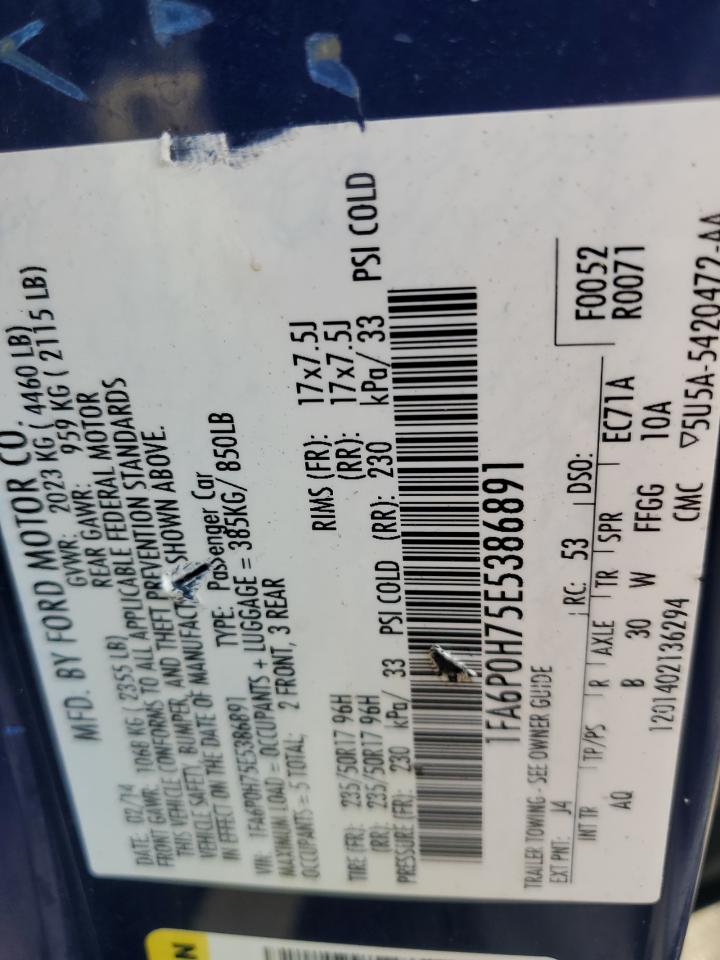 MFD. BY FORD MOTOR CO.
DATE: 02/14 GVWR: 2023 KG ( 4460 LB)
FRONT GAWR: 1068 KG ( 2355 LB) REAR GAWR: 959 KG ( 2115 LB)
THIS VEHICLE CONFORMS TO ALL APPLICABLE FEDERAL MOTOR
VEHICLE SAFETY, BUMPER, AND THEFT PREVENTION STANDARDS
IN EFFECT ON THE DATE OF MANUFACT SHOWN ABOVE.
VIN: 1FA6P0H75E5386891 TYPE: Passenger Car
MAXIMUM LOAD = OCCUPANTS + LUGGAGE = 385KG/ 850LB
OCCUPANTS = 5 TOTAL: 2 FRONT, 3 REAR
TIRE (FR): 235/50R17 96H RIMS (FR): 17x7.5J
(RR): 235/50R17 96H (RR): 17x7.5J
PRESSURE (FR): 230 kPa/ 33 PSI COLD (RR): 230 kPa/ 33 PSI COLD
1FA6P0H75E5386891
TRAILER TOWING - SEE OWNER GUIDE
EXT PNT: J4 RC: 53 DSO: F0052
R0071
INT TR TP/PS R AXLE TR SPR EC71A
AQ B 30 W FFGG 10A
1201402136294 CMC ▽5U5A-5420472-AA
N